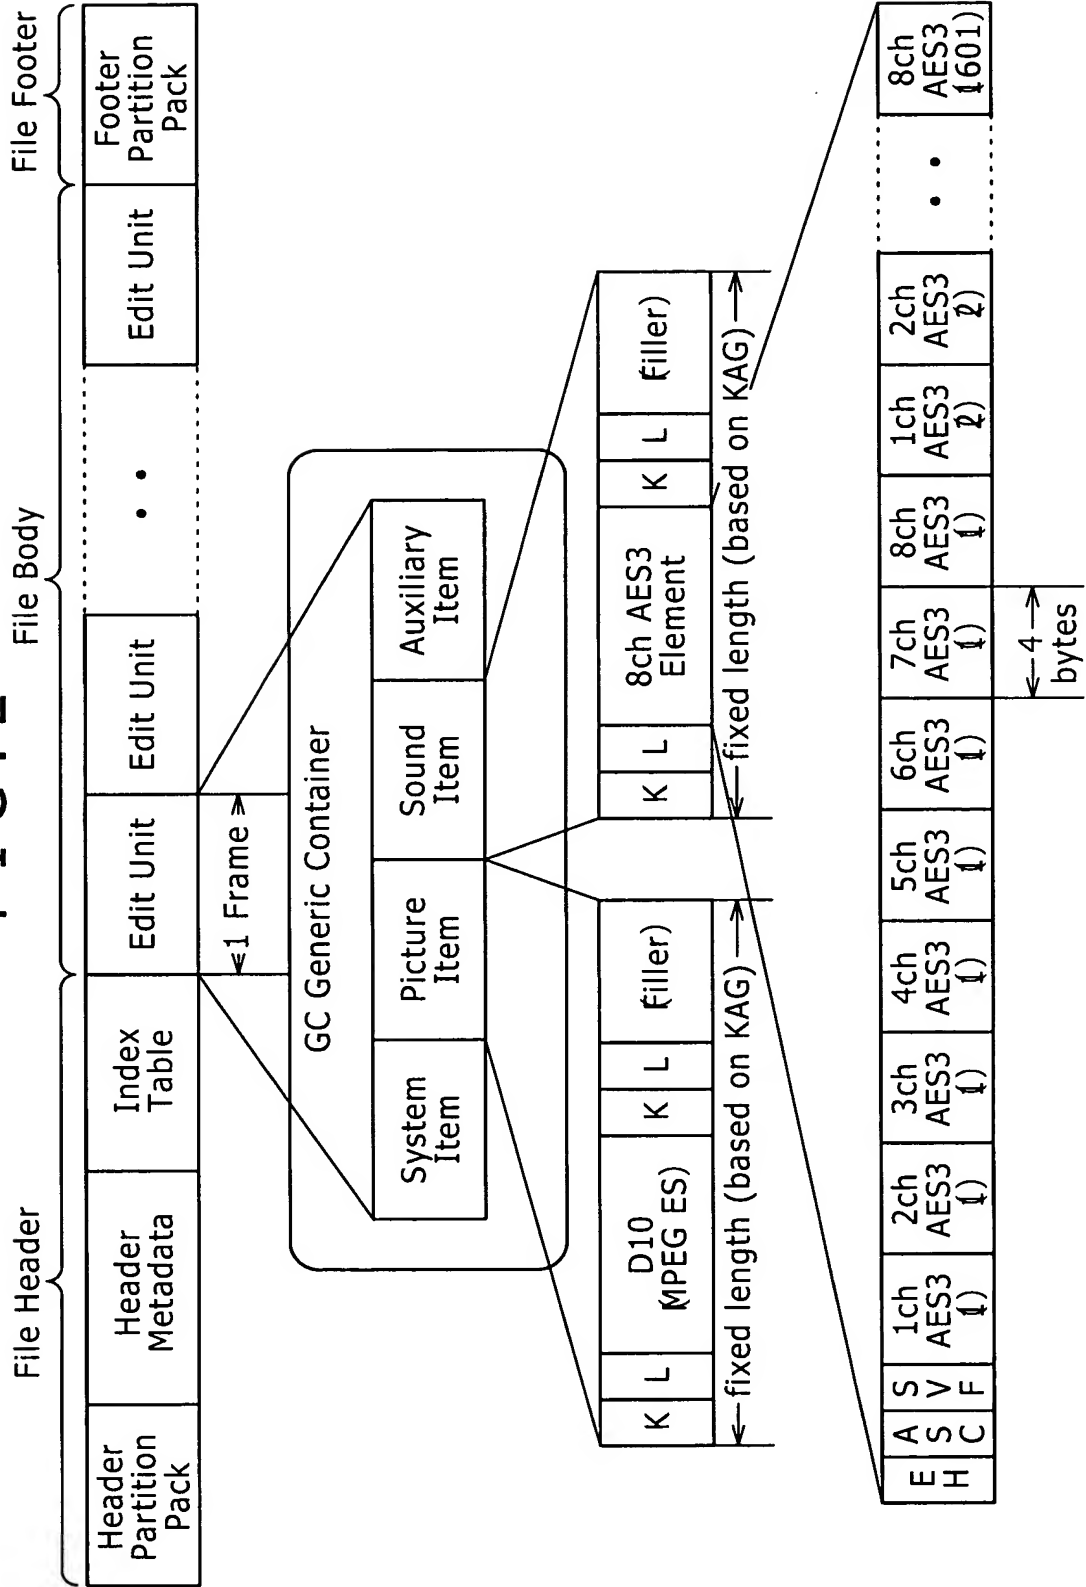 File Header
File Body
File Footer
Header
Partition
Pack
Header
Metadata
Index
Table
Edit Unit
Edit Unit
• •
Edit Unit
Footer
Partition
Pack
1 Frame
GC Generic Container
System
Item
Picture
Item
Sound
Item
Auxiliary
Item
K
L
D10
(MPEG ES)
K
L
(Filler)
fixed length (based on KAG)
K
L
8ch AES3
Element
K
L
(Filler)
fixed length (based on KAG)
E
H
A
S
C
S
V
F
1ch
AES3
(1)
2ch
AES3
(1)
3ch
AES3
(1)
4ch
AES3
(1)
5ch
AES3
(1)
6ch
AES3
(1)
7ch
AES3
(1)
8ch
AES3
(1)
1ch
AES3
(2)
2ch
AES3
(2)
• •
8ch
AES3
(1601)
4
bytes